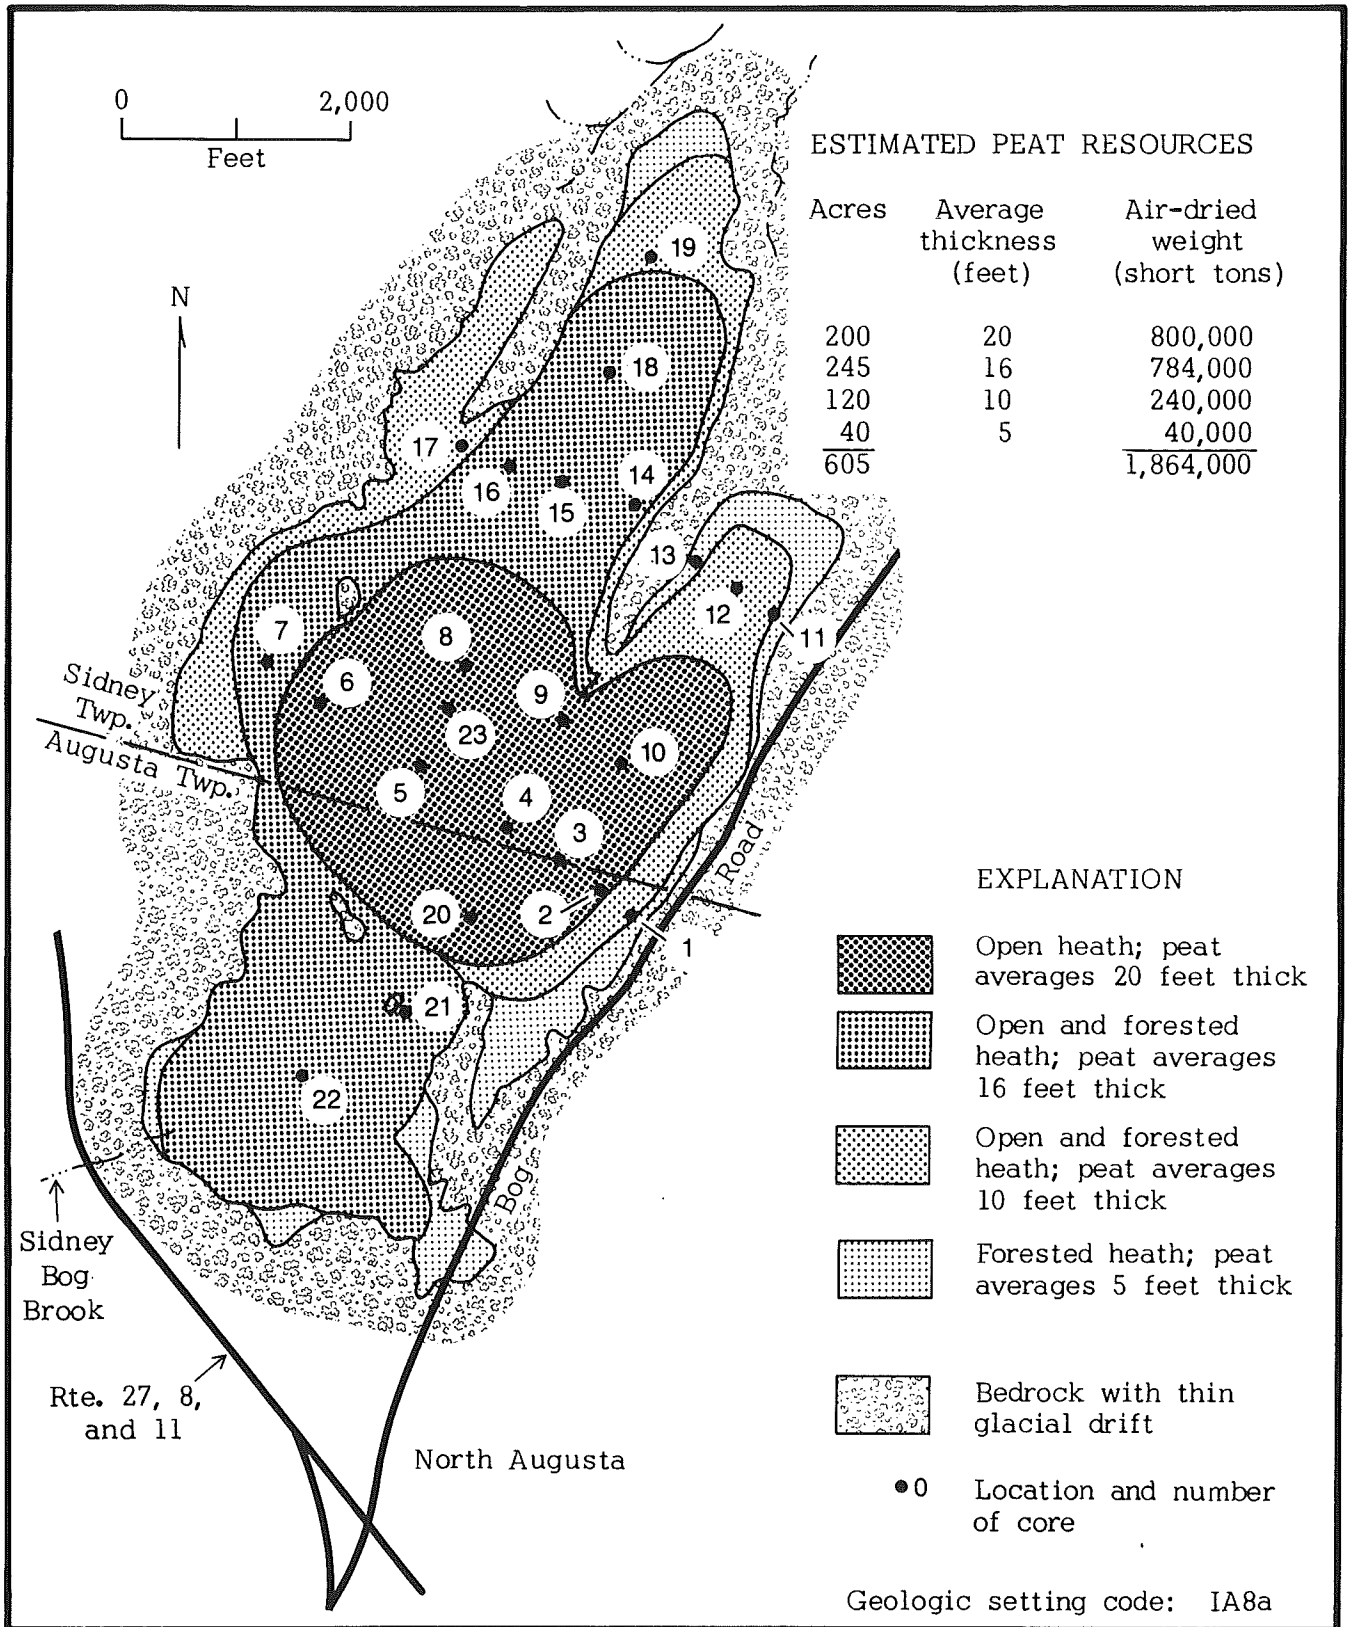 0 2,000
Feet
N
ESTIMATED PEAT RESOURCES
Acres Average Air-dried
thickness weight
(feet) (short tons)
200 20 800,000
245 16 784,000
120 10 240,000
40 5 40,000
605 1,864,000
19
18
17
16
15
14
13
12
11
7
8
6
9
23
10
5
4
3
20
2
1
21
22
Sidney
Twp.
Augusta Twp.
Bog Road
Sidney
Bog
Brook
Rte. 27, 8,
and 11
North Augusta
EXPLANATION
Open heath; peat
averages 20 feet thick
Open and forested
heath; peat averages
16 feet thick
Open and forested
heath; peat averages
10 feet thick
Forested heath; peat
averages 5 feet thick
Bedrock with thin
glacial drift
0 Location and number
of core
Geologic setting code: IA8a